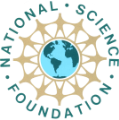 · NATIONAL · SCIENCE ·
FOUNDATION